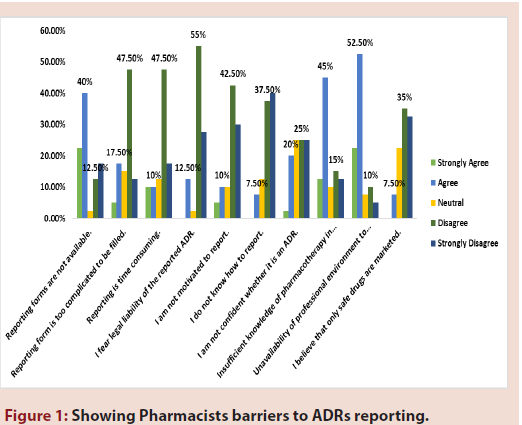 60.00%
50.00%
40.00%
30.00%
20.00%
10.00%
0.00%
40%
12.50%
17.50%
47.50%
10%
47.50%
12.50%
55%
10%
42.50%
7.50%
37.50%
20%
25%
45%
15%
52.50%
10%
7.50%
35%
Reporting forms are not available.
Reporting form is too complicated to be filled.
Reporting is time consuming.
I fear legal liability of the reported ADR.
I am not motivated to report.
I do not know how to report.
I am not confident whether it is an ADR.
Insufficient knowledge of pharmacotherapy in...
Unavailability of professional environment to...
I believe that only safe drugs are marketed.
Strongly Agree
Agree
Neutral
Disagree
Strongly Disagree
Figure 1: Showing Pharmacists barriers to ADRs reporting.